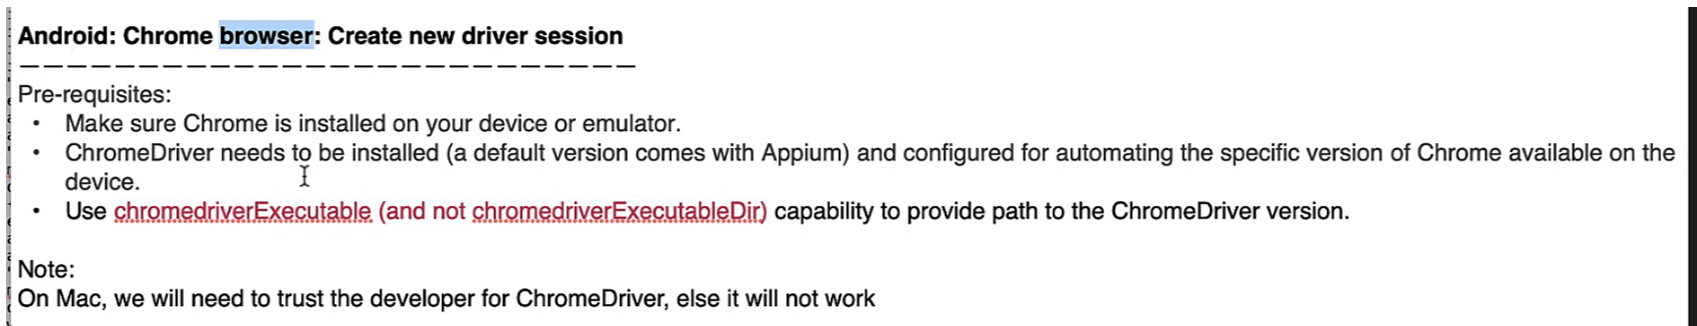 Android: Chrome browser: Create new driver session
— — — — — — — — — — — — — — — — — — — — — — — — — —
Pre-requisites:
• Make sure Chrome is installed on your device or emulator.
• ChromeDriver needs to be installed (a default version comes with Appium) and configured for automating the specific version of Chrome available on the
device.
• Use chromedriverExecutable (and not chromedriverExecutableDir) capability to provide path to the ChromeDriver version.
Note:
On Mac, we will need to trust the developer for ChromeDriver, else it will not work